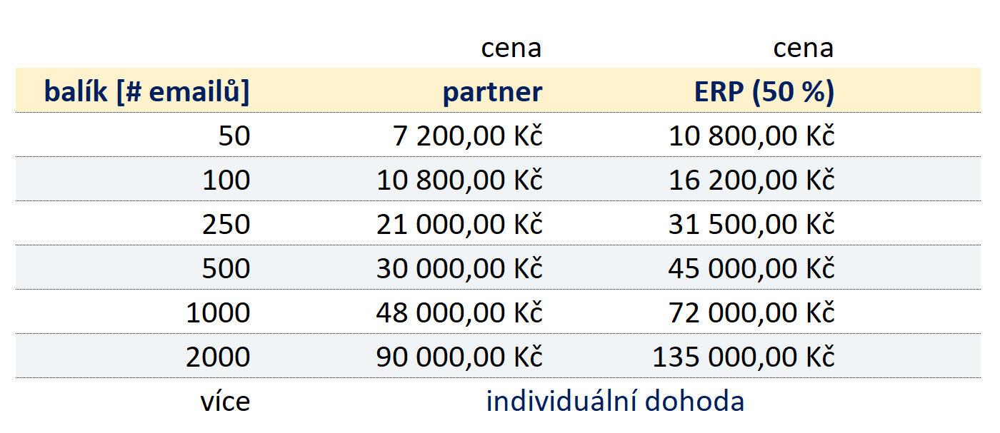 cena cena
balík [# emailů] partner ERP (50 %)
50 7 200,00 Kč 10 800,00 Kč
100 10 800,00 Kč 16 200,00 Kč
250 21 000,00 Kč 31 500,00 Kč
500 30 000,00 Kč 45 000,00 Kč
1000 48 000,00 Kč 72 000,00 Kč
2000 90 000,00 Kč 135 000,00 Kč
více individuální dohoda